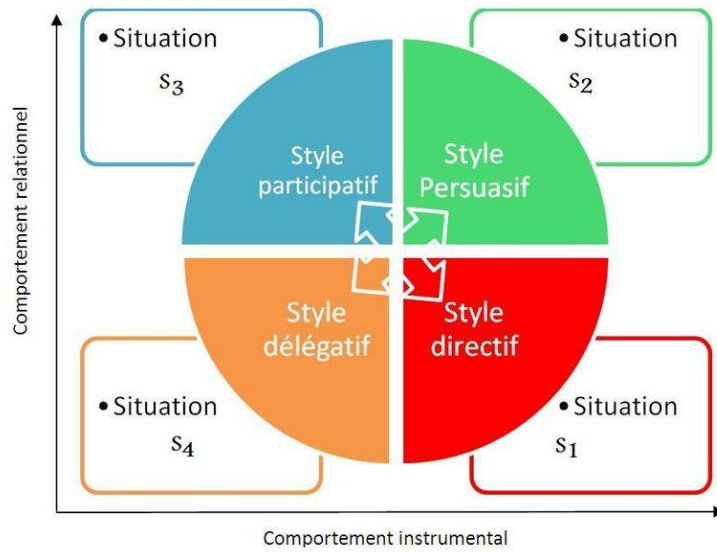 • Situation
S3
• Situation
S2
Style
participatif
Style
Persuasif
Style
délégatif
Style
directif
• Situation
S4
• Situation
S1
Comportement relationnel
Comportement instrumental